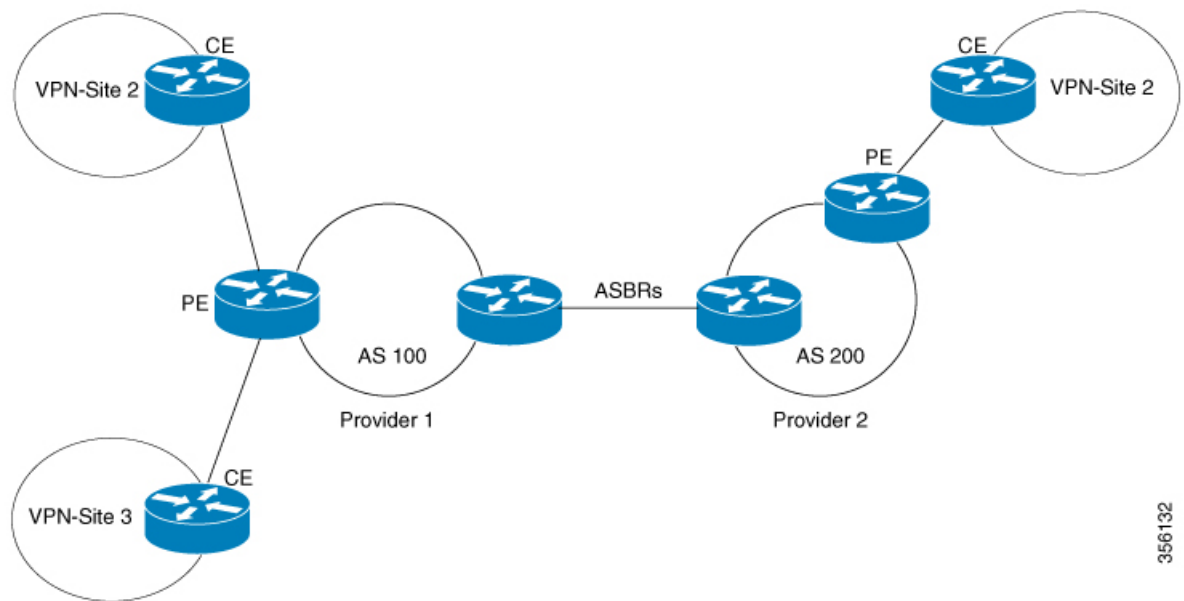 CE
VPN-Site 2
CE
VPN-Site 2
PE
PE
ASBRs
AS 100
AS 200
Provider 1
Provider 2
CE
VPN-Site 3
356132